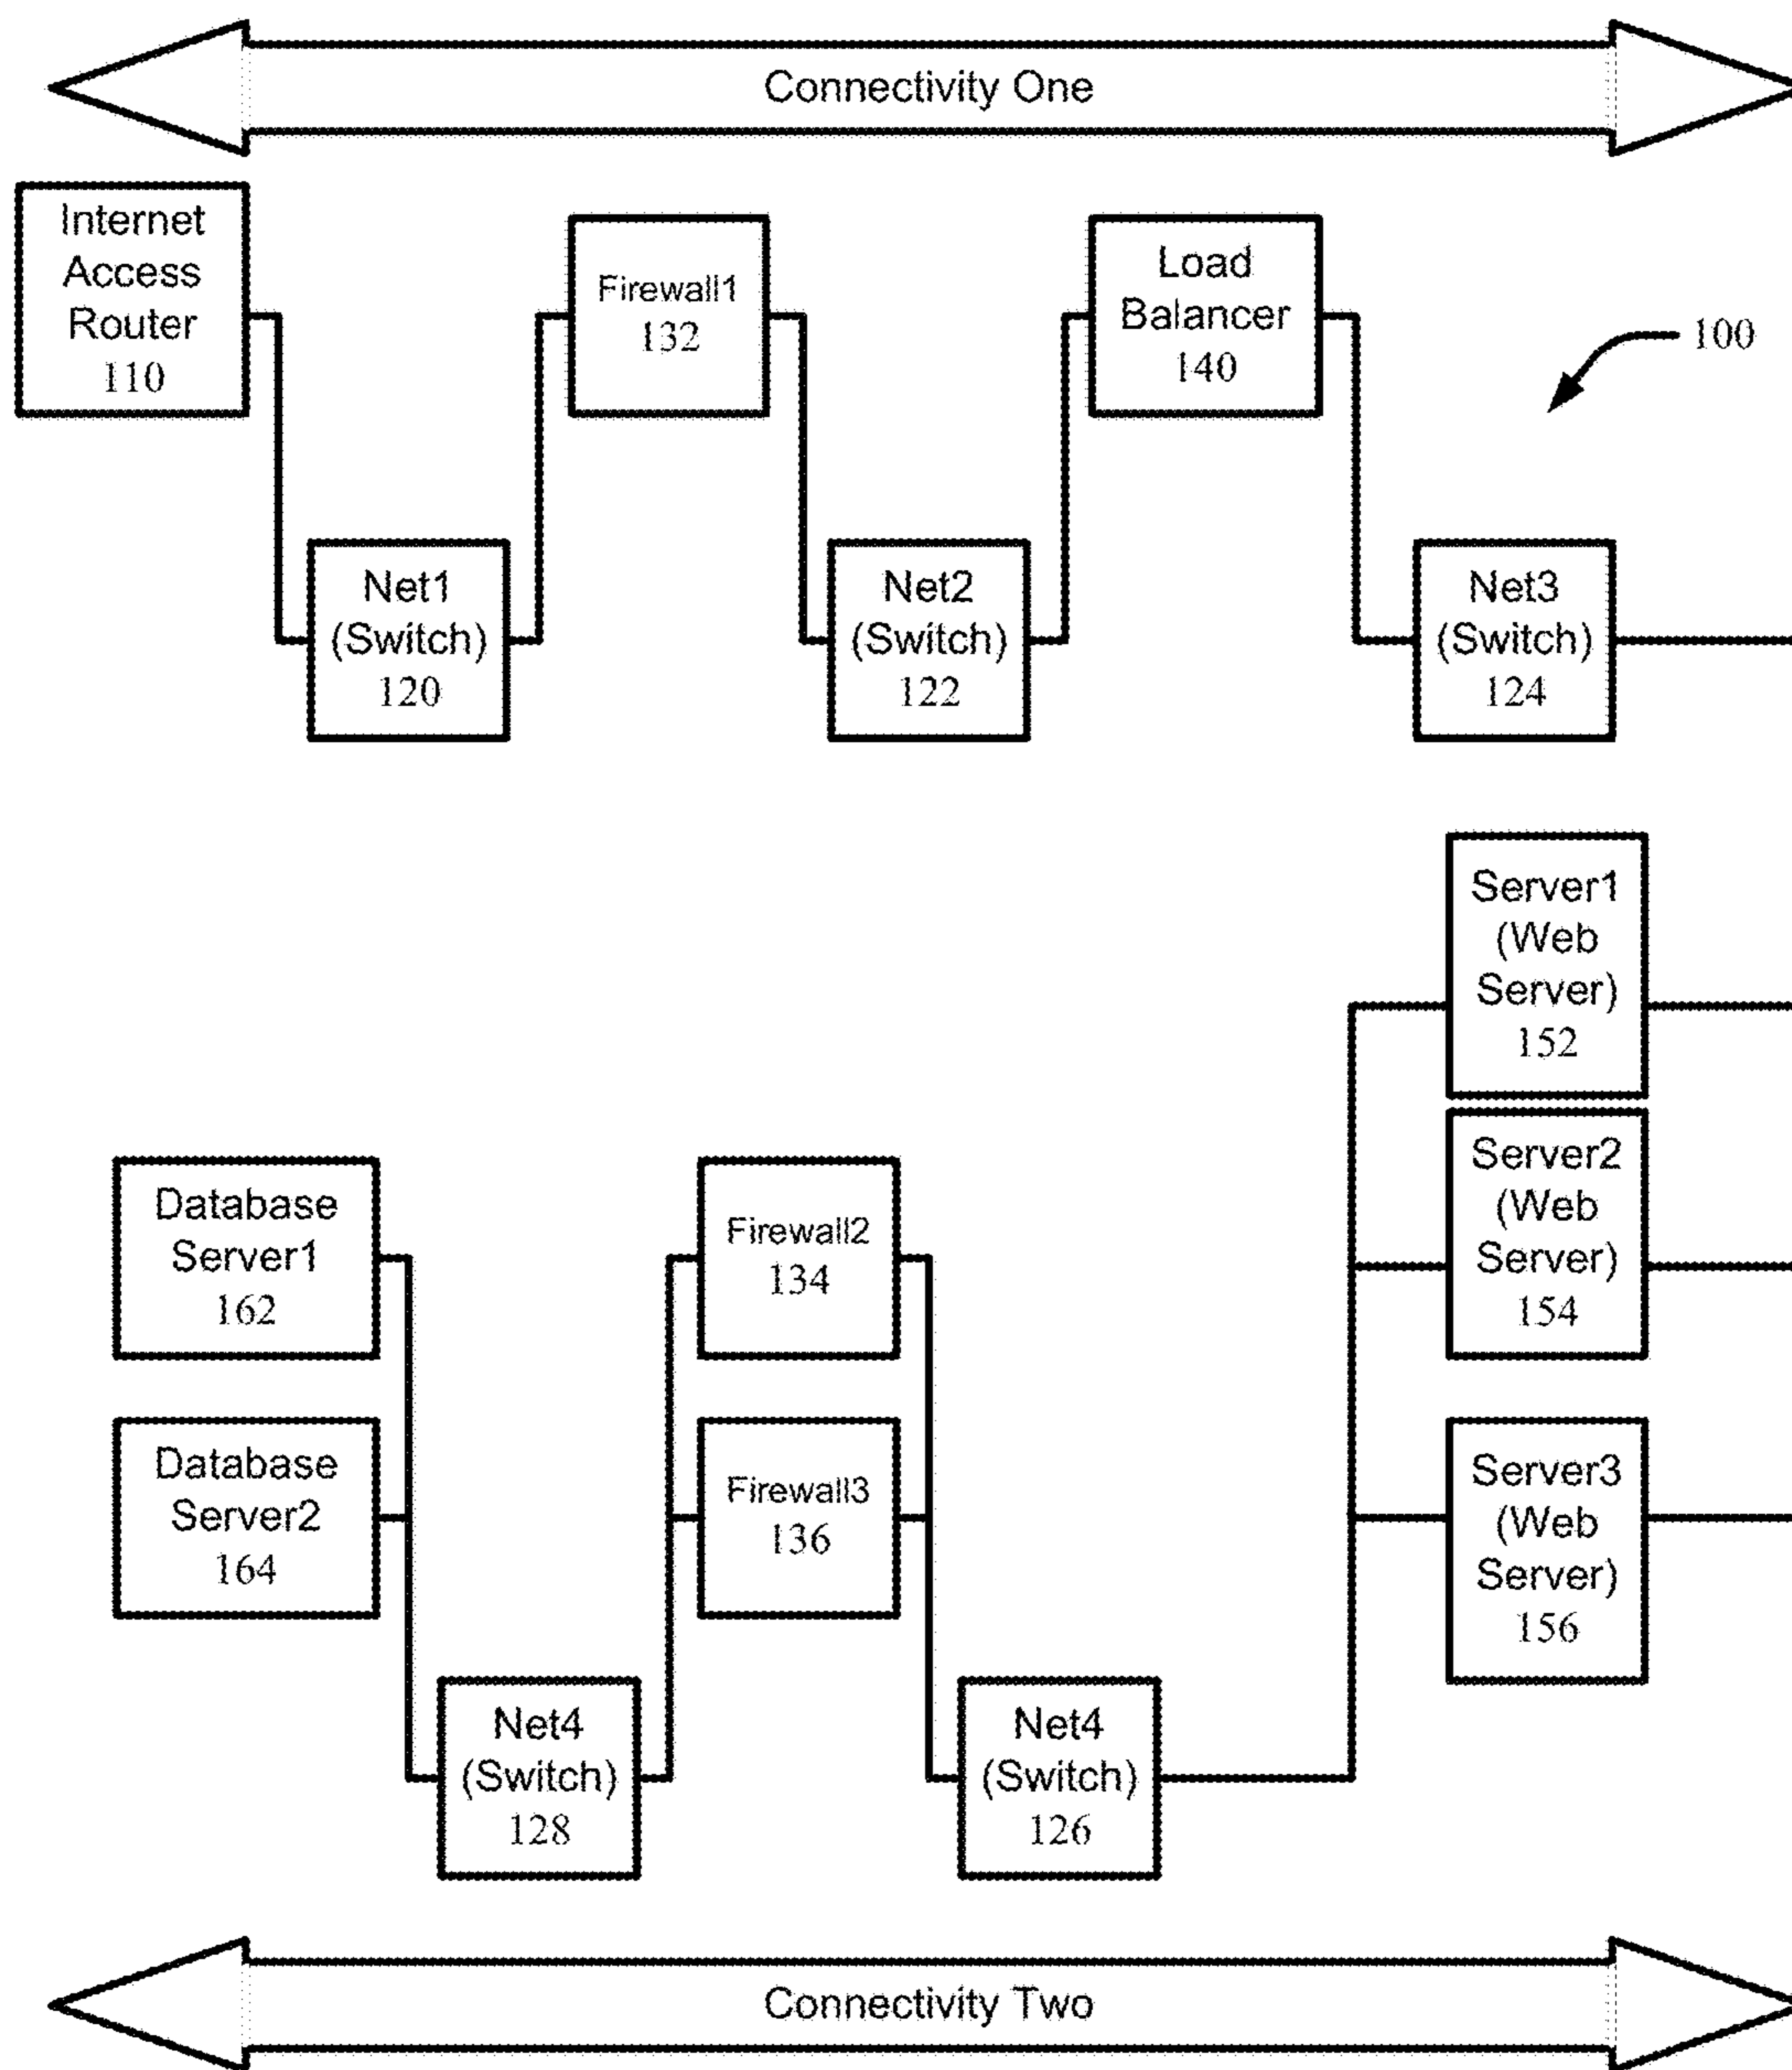 Connectivity One
Internet
Access
Router
110
Firewall1
132
Load
Balancer
140
100
Net1
(Switch)
120
Net2
(Switch)
122
Net3
(Switch)
124
Server1
(Web
Server)
152
Server2
(Web
Server)
154
Server3
(Web
Server)
156
Database
Server1
162
Firewall2
134
Database
Server2
164
Firewall3
136
Net4
(Switch)
128
Net4
(Switch)
126
Connectivity Two